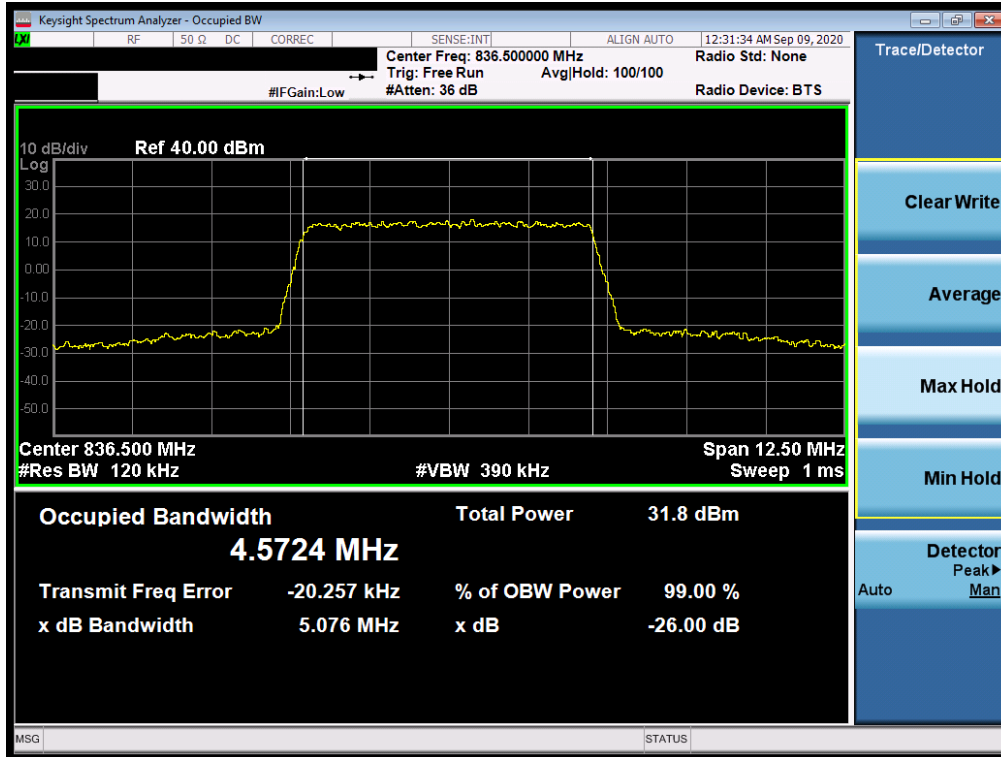 Keysight Spectrum Analyzer - Occupied BW
LXI RF 50 Ω DC CORREC SENSE:INT ALIGN AUTO 12:31:34 AM Sep 09, 2020
Center Freq: 836.500000 MHz Radio Std: None
Trig: Free Run Avg|Hold: 100/100
#IFGain:Low #Atten: 36 dB Radio Device: BTS
10 dB/div Ref 40.00 dBm
Log
30.0
20.0
10.0
0.00
-10.0
-20.0
-30.0
-40.0
-50.0
Center 836.500 MHz Span 12.50 MHz
#Res BW 120 kHz #VBW 390 kHz Sweep 1 ms
Occupied Bandwidth Total Power 31.8 dBm
4.5724 MHz
Transmit Freq Error -20.257 kHz % of OBW Power 99.00 %
x dB Bandwidth 5.076 MHz x dB -26.00 dB
MSG STATUS
Trace/Detector
Clear Write
Average
Max Hold
Min Hold
Detector
Peak▶
Auto Man